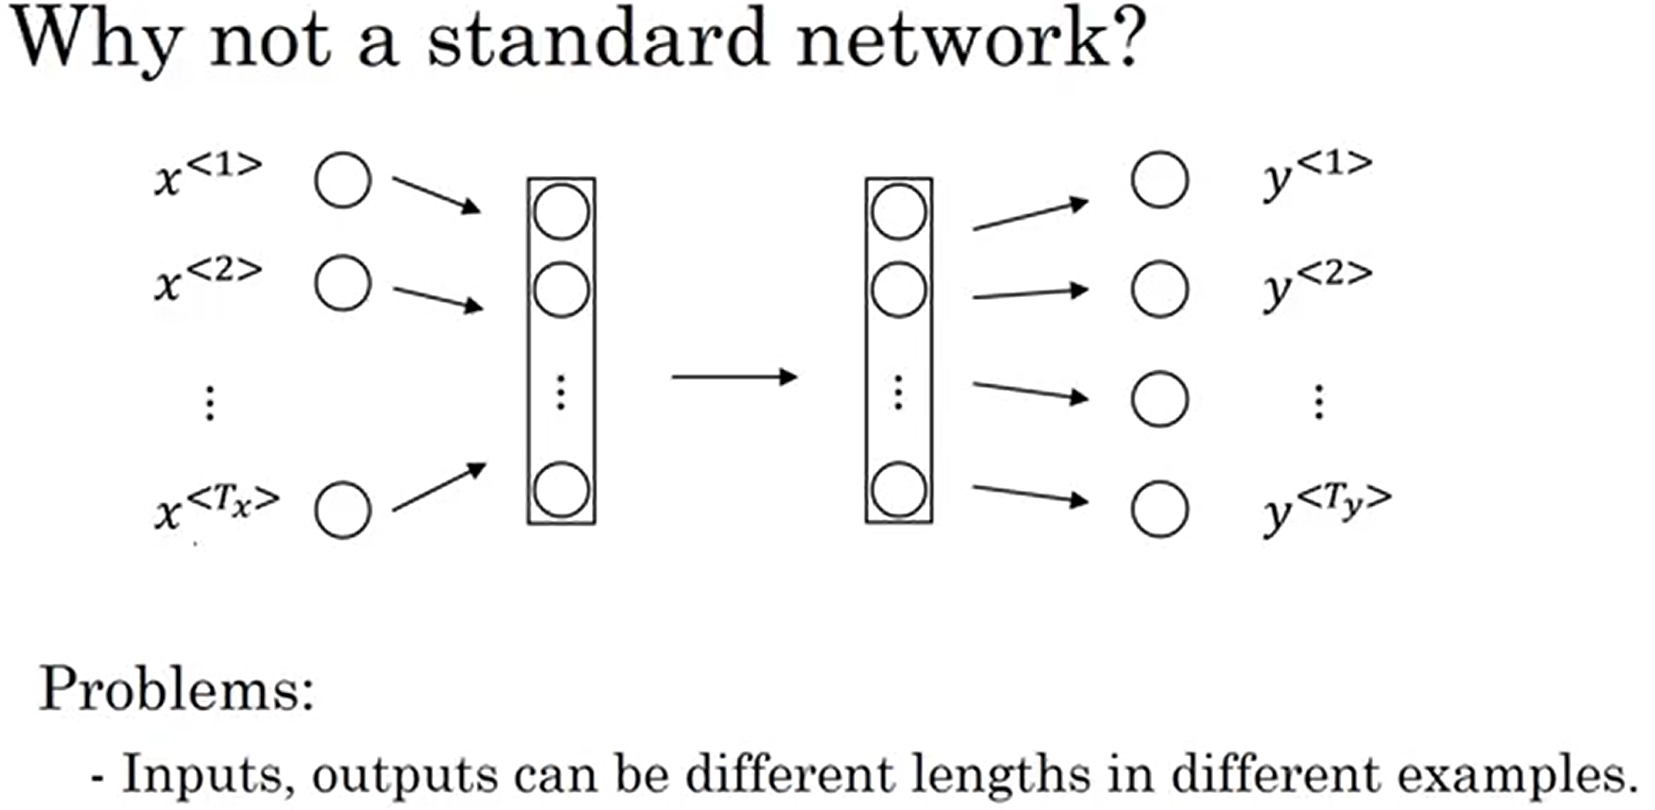 Why not a standard network?
x<1> y<1>
x<2> y<2>
⋮ ⋮ ⋮ ⋮
x<Tx> y<Ty>
Problems:
- Inputs, outputs can be different lengths in different examples.